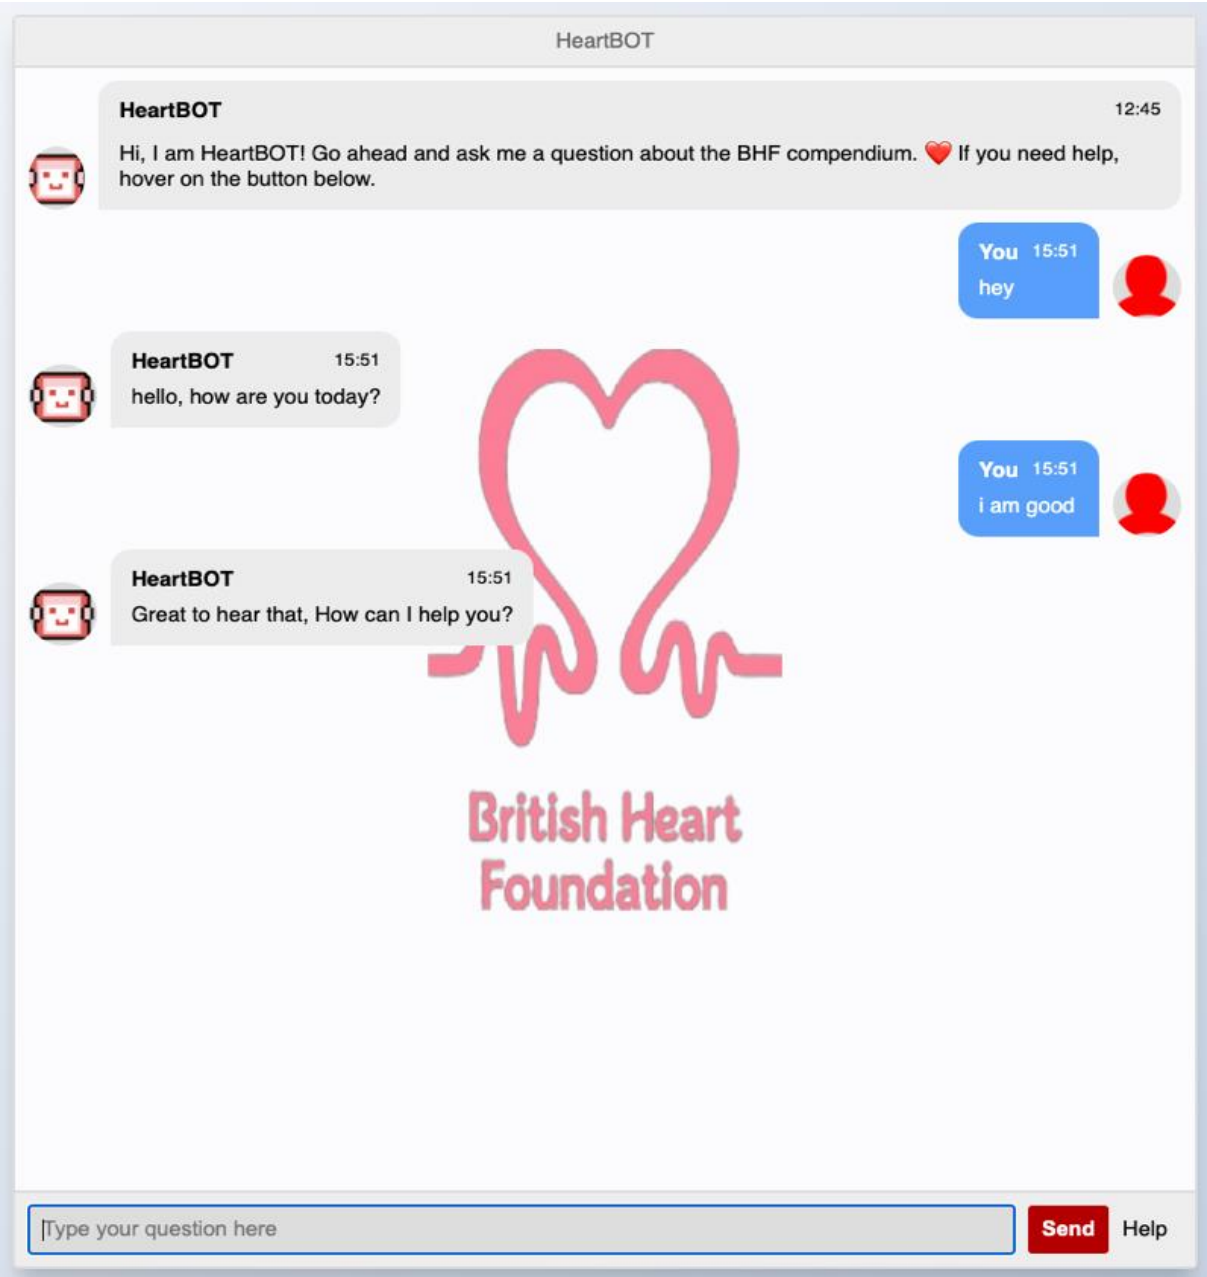 HeartBOT
HeartBOT 12:45
Hi, I am HeartBOT! Go ahead and ask me a question about the BHF compendium. ❤️ If you need help,
hover on the button below.
You 15:51
hey
HeartBOT 15:51
hello, how are you today?
You 15:51
i am good
HeartBOT 15:51
Great to hear that, How can I help you?
British Heart
Foundation
Type your question here Send Help